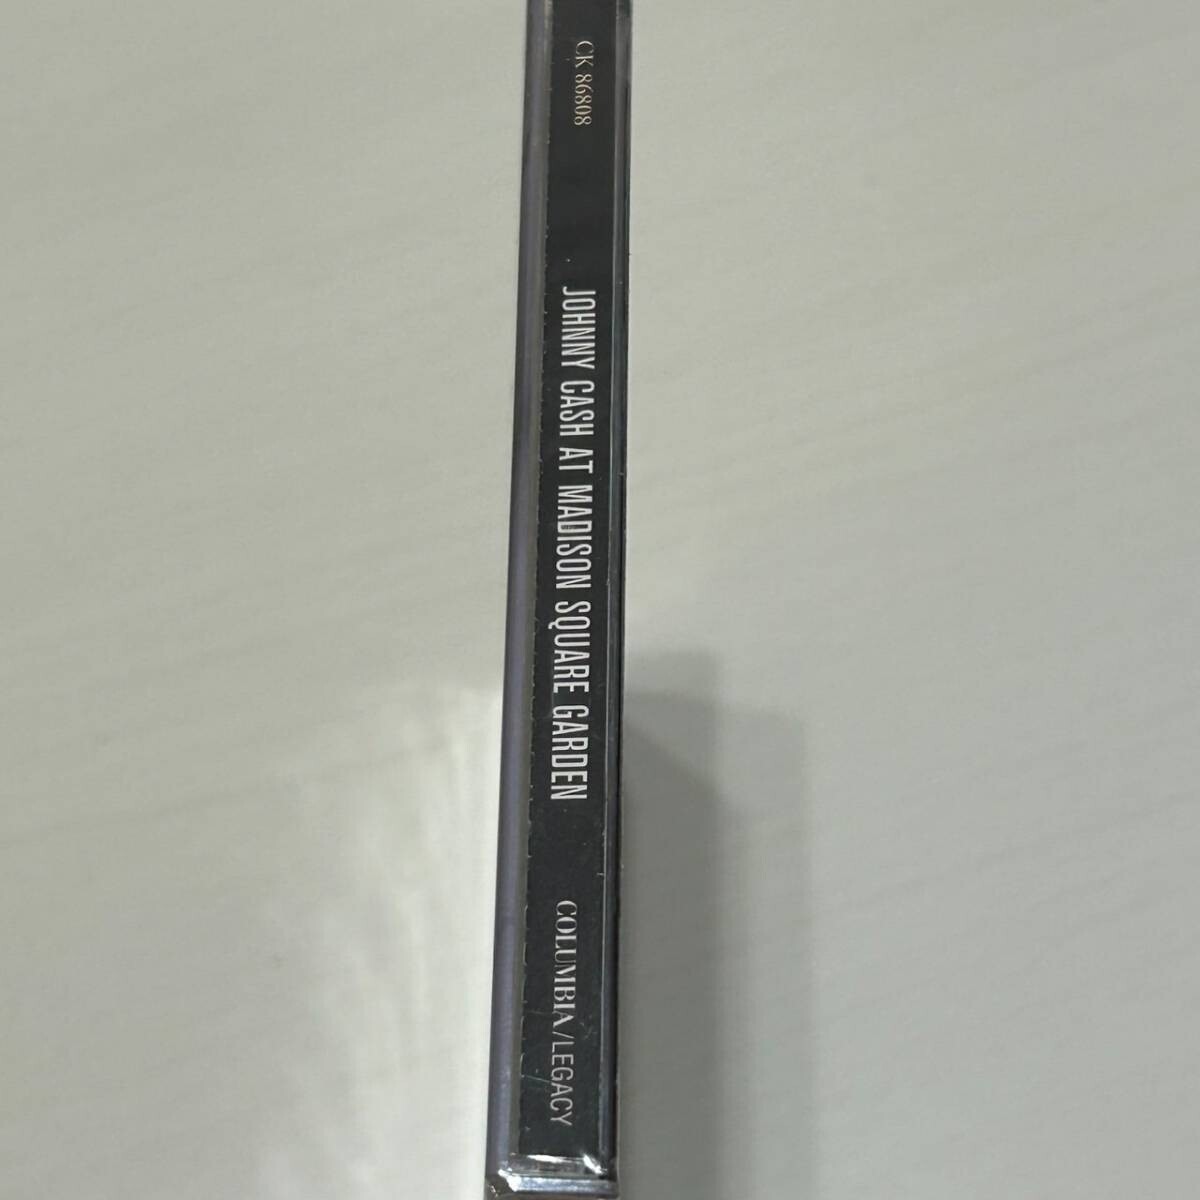 CK 86808
JOHNNY CASH AT MADISON SQUARE GARDEN
COLUMBIA/LEGACY